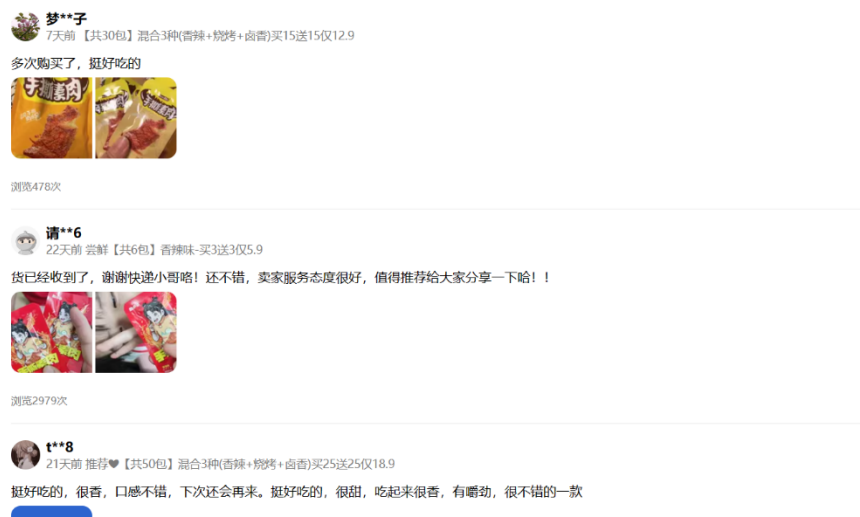 梦**子
7天前 【共30包】混合3种(香辣+烧烤+卤香)买15送15仅12.9
多次购买了，挺好吃的
手撕素肉
浏览478次
请**6
22天前 尝鲜【共6包】香辣味-买3送3仅5.9
货已经收到了，谢谢快递小哥咯！还不错，卖家服务态度很好，值得推荐给大家分享一下哈！！
浏览2979次
t**8
21天前 推荐❤【共50包】混合3种(香辣+烧烤+卤香)买25送25仅18.9
挺好吃的，很香，口感不错，下次还会再来。挺好吃的，很甜，吃起来很香，有嚼劲，很不错的一款